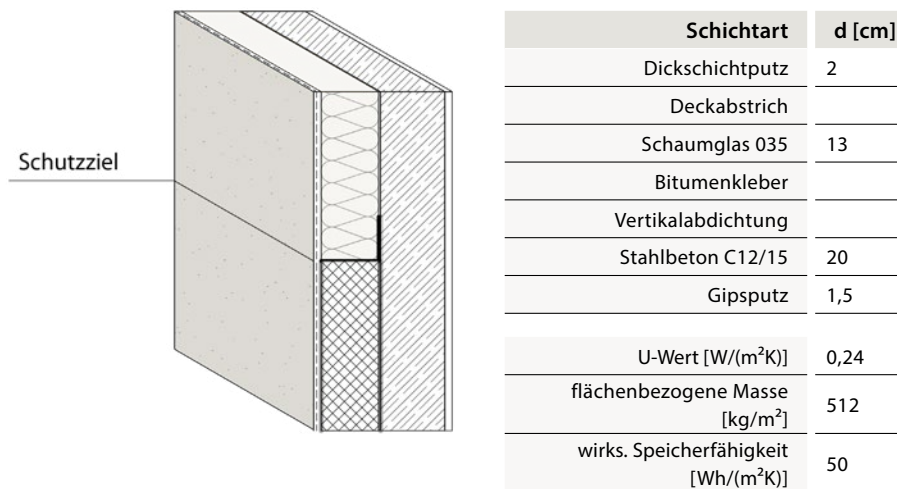 Schutzziel
Schichtart d [cm]
Dickschichtputz 2
Deckabstrich
Schaumglas 035 13
Bitumenkleber
Vertikalabdichtung
Stahlbeton C12/15 20
Gipsputz 1,5
U-Wert [W/(m²K)] 0,24
flächenbezogene Masse
[kg/m²] 512
wirks. Speicherfähigkeit
[Wh/(m²K)] 50